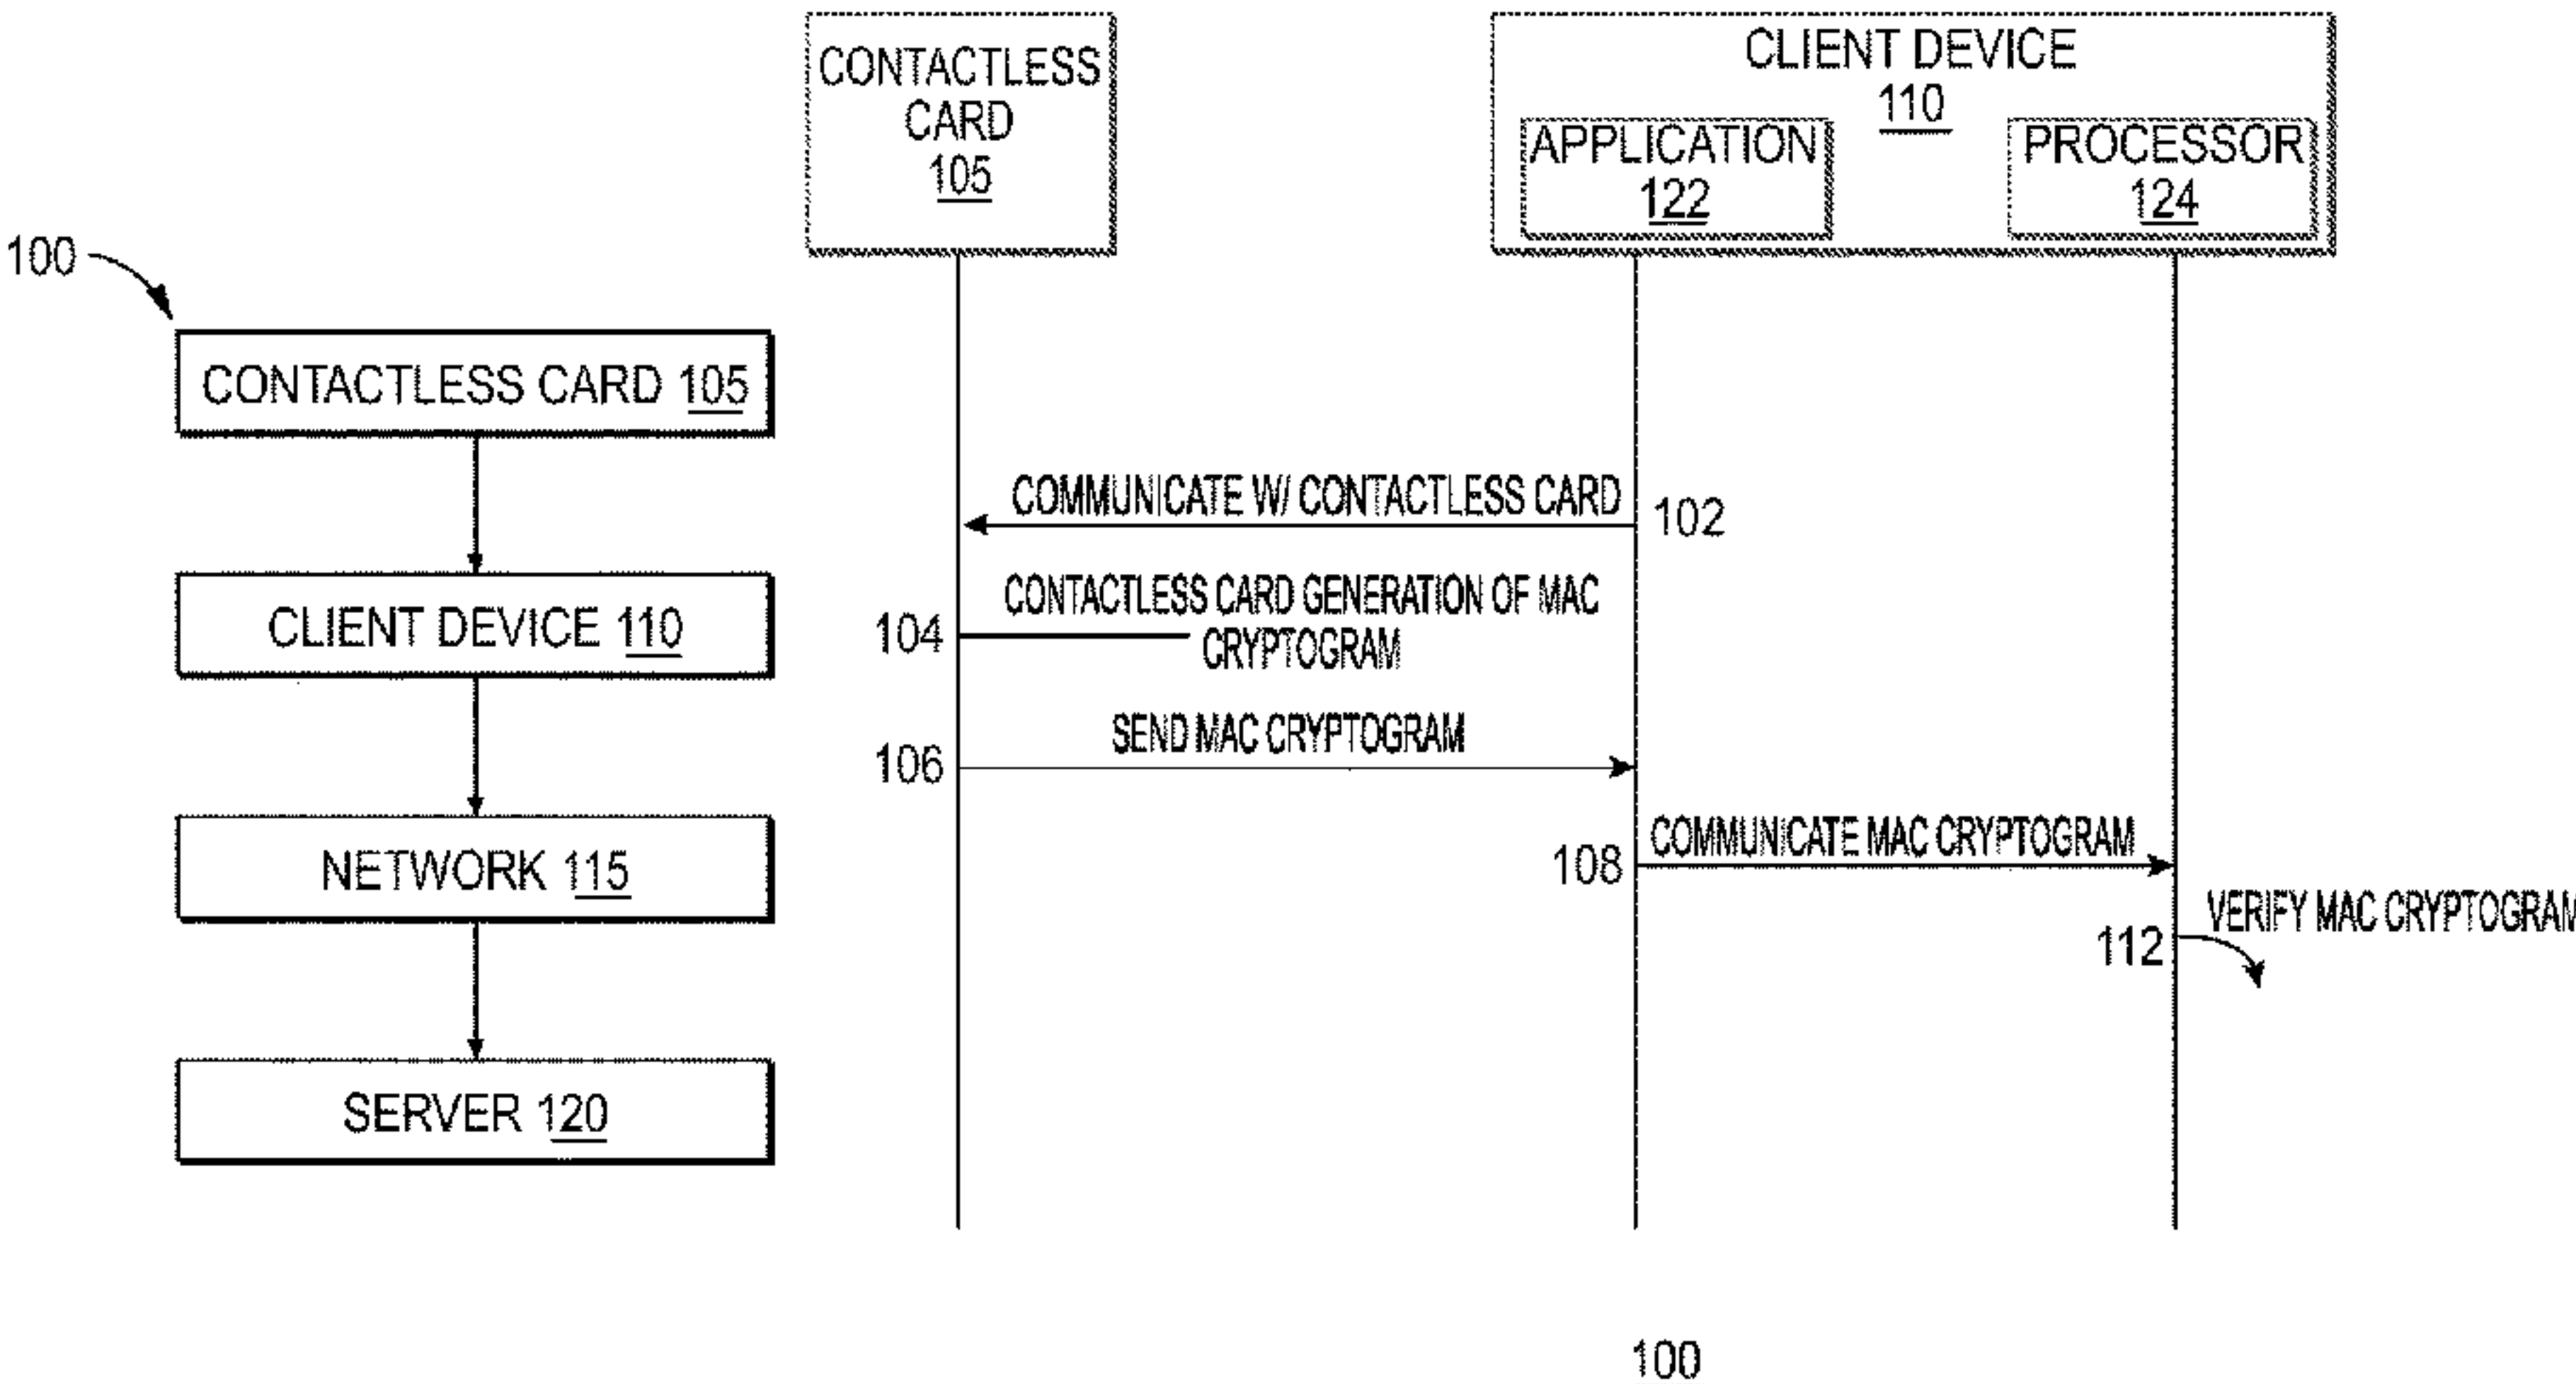 100
CONTACTLESS CARD 105
CLIENT DEVICE 110
NETWORK 115
SERVER 120
CONTACTLESS
CARD
105
CLIENT DEVICE
110
APPLICATION
122
PROCESSOR
124
COMMUNICATE W/ CONTACTLESS CARD
102
CONTACTLESS CARD GENERATION OF MAC
104
CRYPTOGRAM
SEND MAC CRYPTOGRAM
106
COMMUNICATE MAC CRYPTOGRAM
108
VERIFY MAC CRYPTOGRAM
112
100